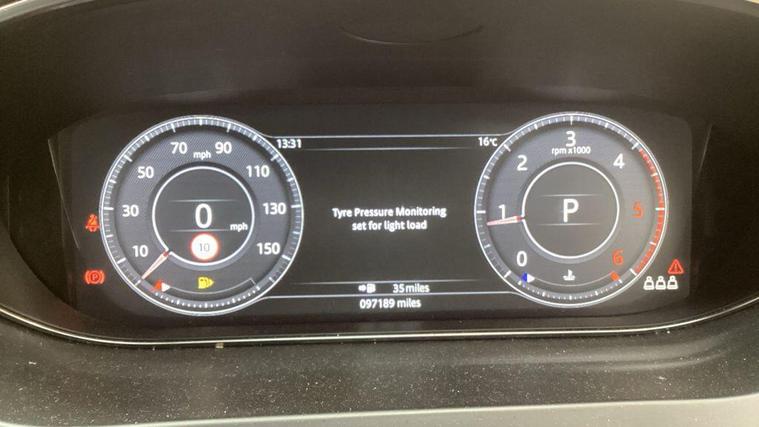 13:31
16°C
70 mph 90
50 110
30 130
10 150
0 mph
10
Tyre Pressure Monitoring
set for light load
35 miles
097189 miles
3
rpm x1000
2 4
1 5
0 6
P